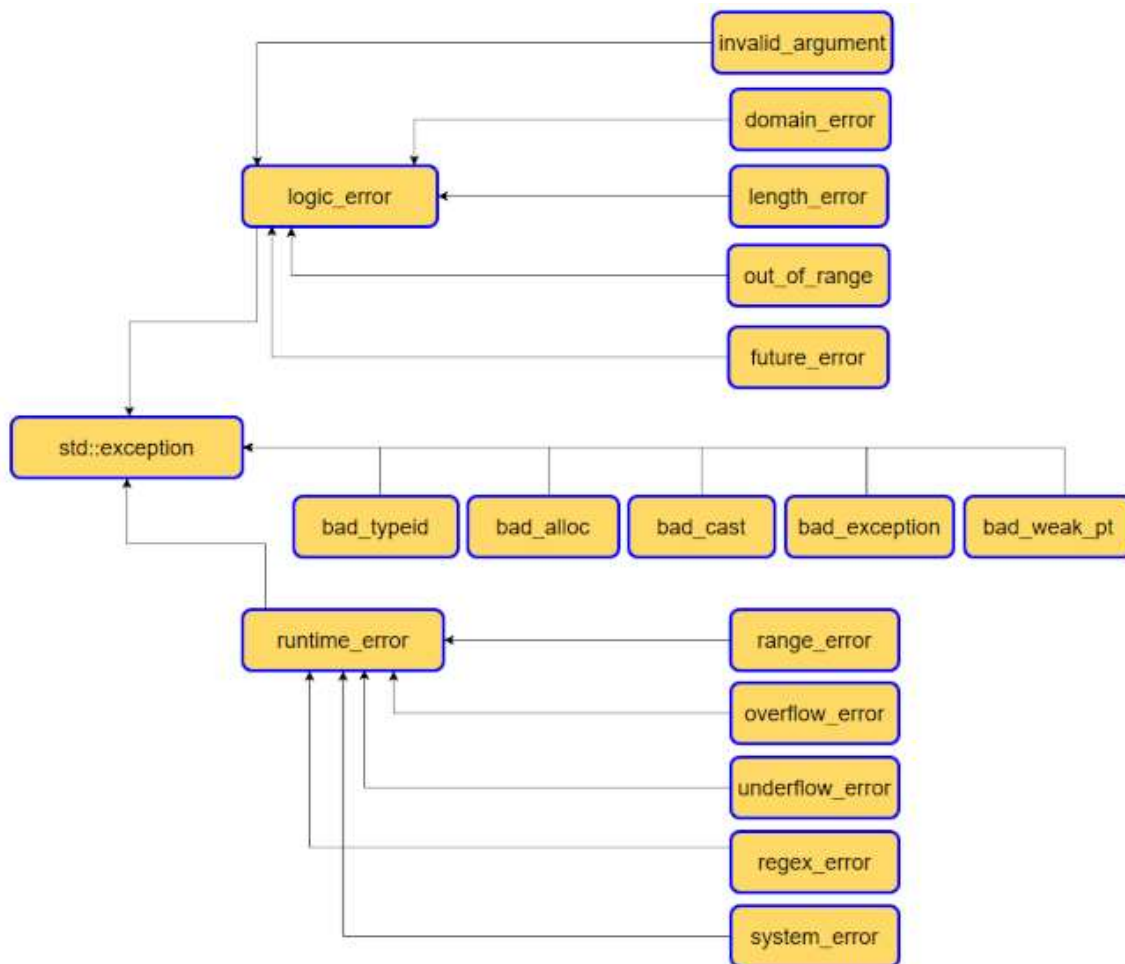 invalid_argument
domain_error
logic_error
length_error
out_of_range
future_error
std::exception
bad_typeid
bad_alloc
bad_cast
bad_exception
bad_weak_pt
runtime_error
range_error
overflow_error
underflow_error
regex_error
system_error